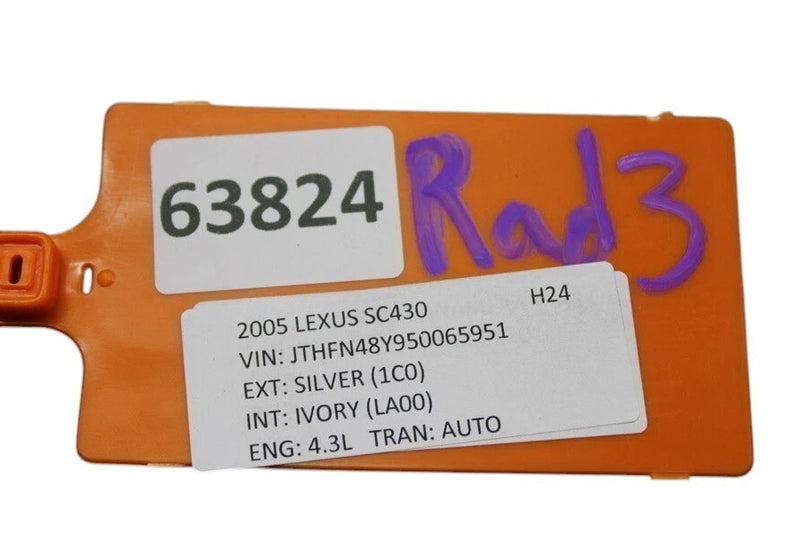 63824
Rad3
2005 LEXUS SC430 H24
VIN: JTHFN48Y950065951
EXT: SILVER (1C0)
INT: IVORY (LA00)
ENG: 4.3L TRAN: AUTO